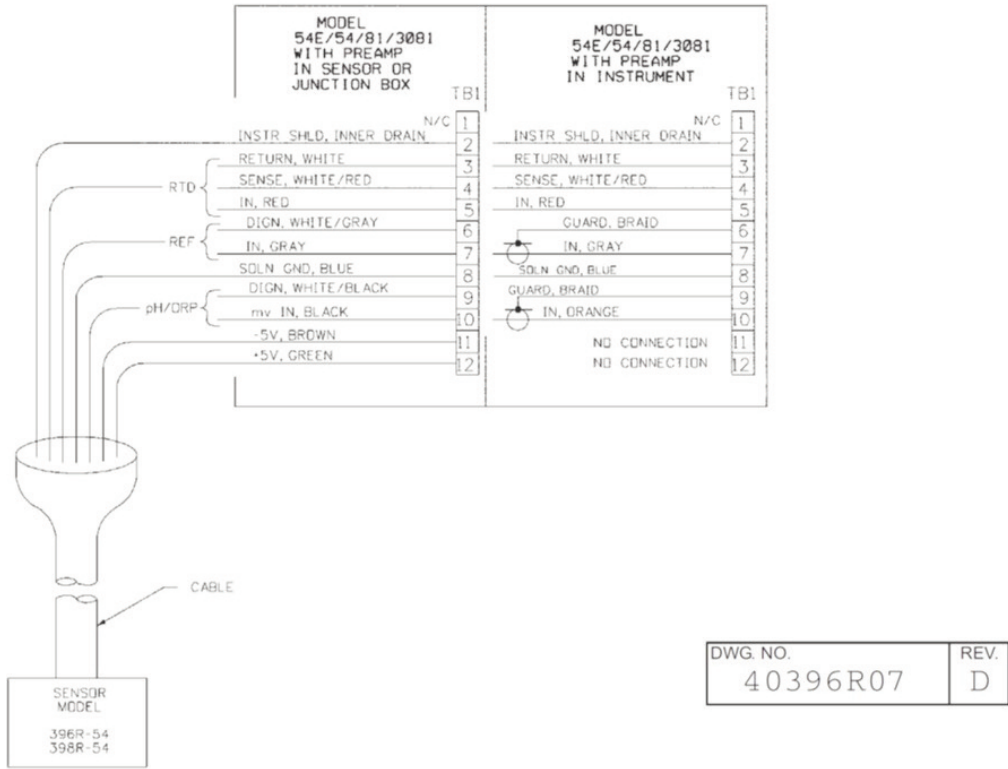 MODEL
54E/54/81/3081
WITH PREAMP
IN SENSOR OR
JUNCTION BOX
TB1
N/C 1
INSTR SHLD, INNER DRAIN 2
RTD
RETURN, WHITE 3
SENSE, WHITE/RED 4
IN, RED 5
REF
DIGN, WHITE/GRAY 6
IN, GRAY 7
SOLN GND, BLUE 8
pH/ORP
DIGN, WHITE/BLACK 9
mv IN, BLACK 10
-5V, BROWN 11
+5V, GREEN 12
MODEL
54E/54/81/3081
WITH PREAMP
IN INSTRUMENT
TB1
N/C 1
INSTR SHLD, INNER DRAIN 2
RETURN, WHITE 3
SENSE, WHITE/RED 4
IN, RED 5
GUARD, BRAID 6
IN, GRAY 7
SOLN GND, BLUE 8
GUARD, BRAID 9
IN, ORANGE 10
NO CONNECTION 11
NO CONNECTION 12
CABLE
SENSOR
MODEL
396R-54
398R-54
DWG. NO.
40396R07
REV.
D